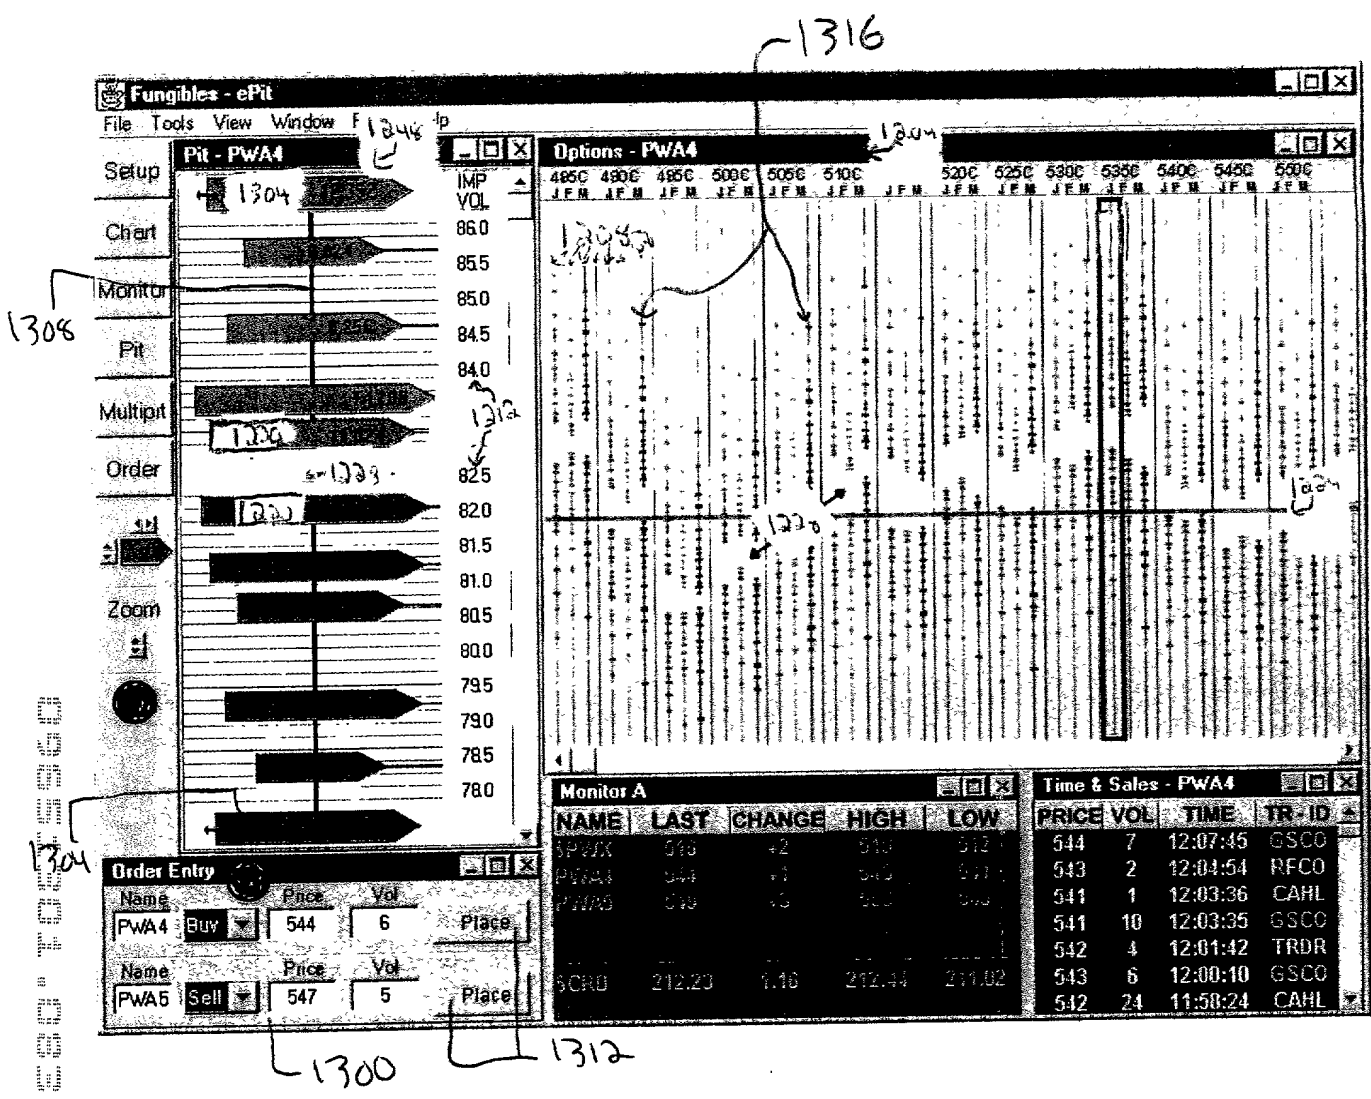 1316
Fungibles - ePit
File Tools View Window
1248
Pit - PWA4
1204
Options - PWA4
Setup
Chart
Monitor
Pit
Multipit
Order
Zoom
1304
IMP
VOL
86.0
85.5
85.0
84.5
84.0
82.5
82.0
81.5
81.0
80.5
80.0
79.5
79.0
78.5
78.0
1308
1212
1220
1304
485C 490C 495C 500C 505C 510C 520C 525C 530C 535C 540C 545C 550C
J F M J F M J F M J F M J F M J F M J F M J F M J F M J F M J F M J F M J F M J F M
1208
1228
1224
Order Entry
Name Price Vol
PWA4 Buy 544 6 Place
Name Price Vol
PWA5 Sell 547 5 Place
1300
1312
Monitor A
NAME LAST CHANGE HIGH LOW
212.23 1.16 212.44 211.02
Time & Sales - PWA4
PRICE VOL TIME TR - ID
544 7 12:07:45 GSCO
543 2 12:04:54 RFCO
541 1 12:03:36 CAHL
541 10 12:03:35 GSCO
542 4 12:01:42 TRDR
543 6 12:00:10 GSCO
542 24 11:58:24 CAHL